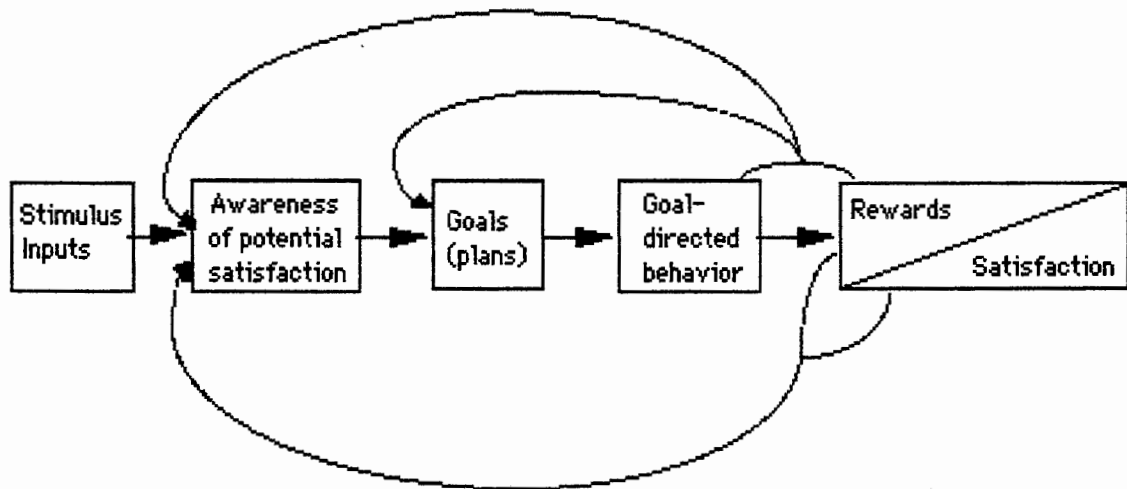 Stimulus
Inputs
Awareness
of potential
satisfaction
Goals
(plans)
Goal-
directed
behavior
Rewards
Satisfaction